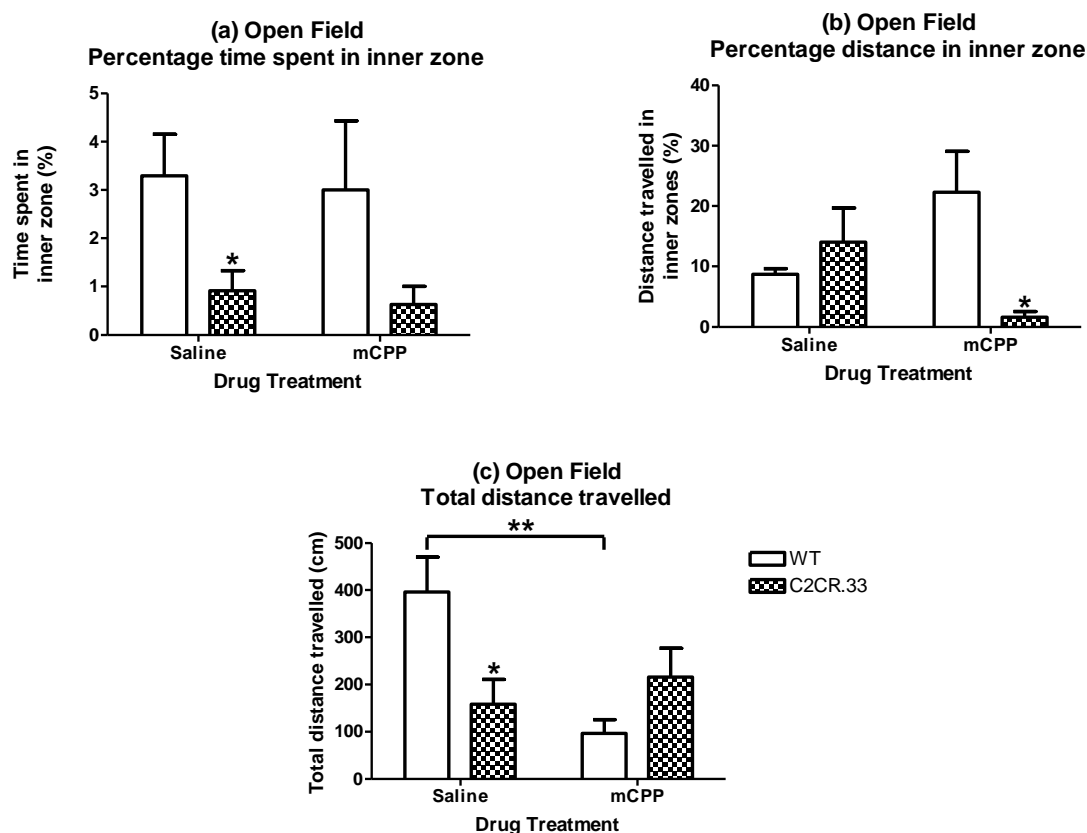 (a) Open Field
Percentage time spent in inner zone
5
4
3
2
1
0
Time spent in
inner zone (%)
*
Saline
mCPP
Drug Treatment
(b) Open Field
Percentage distance in inner zone
40
30
20
10
0
Distance travelled in
inner zones (%)
*
Saline
mCPP
Drug Treatment
(c) Open Field
Total distance travelled
500
400
300
200
100
0
Total distance travelled (cm)
**
*
Saline
mCPP
Drug Treatment
WT
C2CR.33